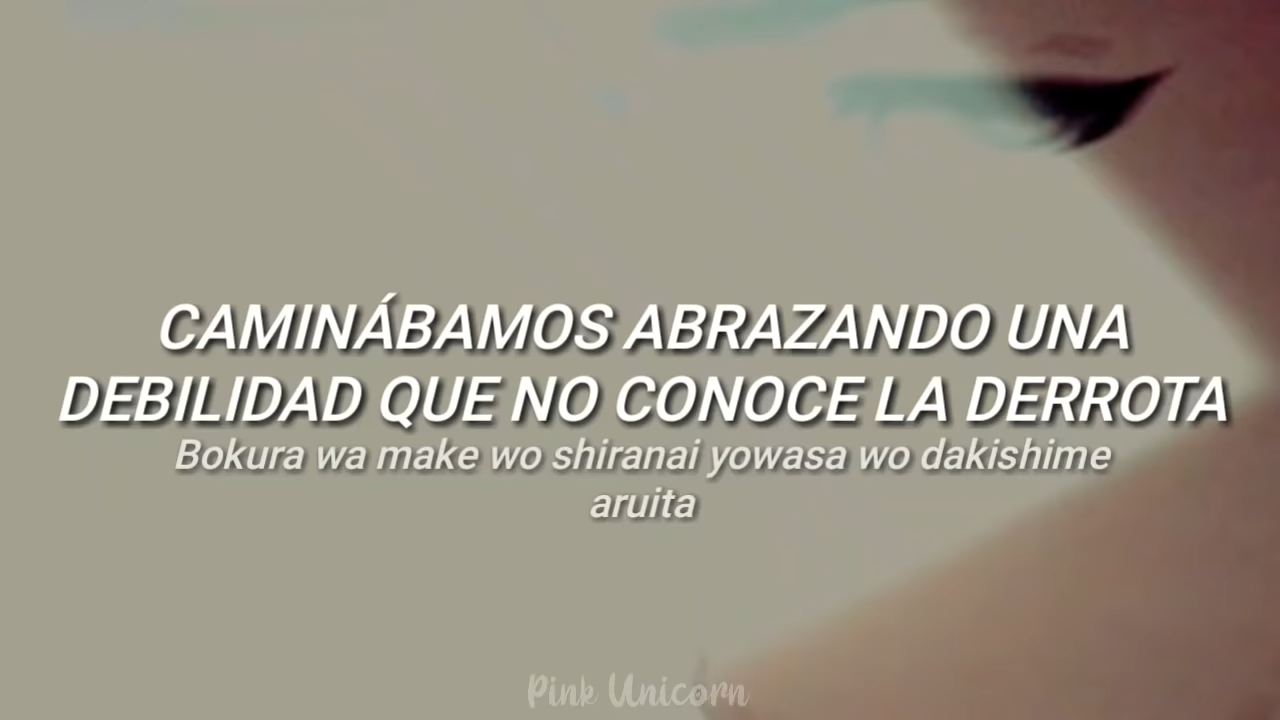 CAMINÁBAMOS ABRAZANDO UNA
DEBILIDAD QUE NO CONOCE LA DERROTA
Bokura wa make wo shiranai yowasa wo dakishime
aruita
Pink Unicorn